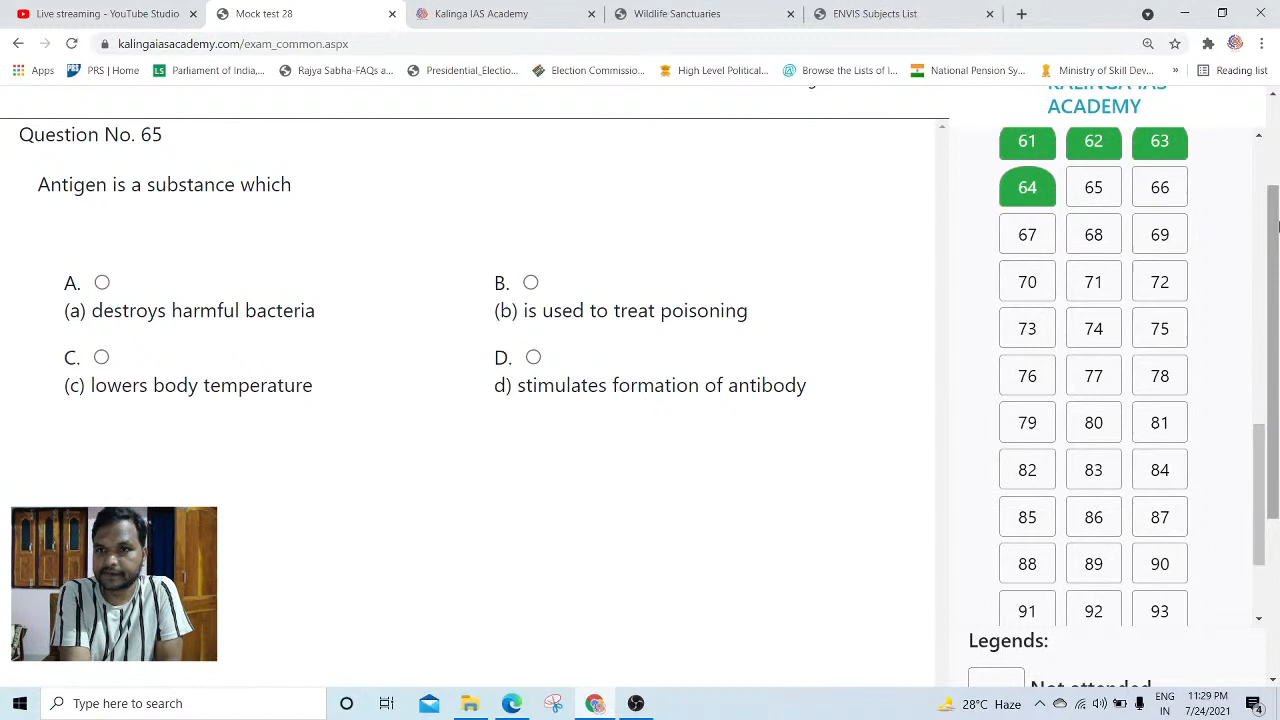 Live streaming - YouTube Studio
Mock test 28
Kalinga IAS Academy
Wildlife Sanctuaries
ENVIS Subjects List
kalingaiasacademy.com/exam_common.aspx
Apps
PRS | Home
Parliament of India,...
Rajya Sabha-FAQs a...
Presidential_Electio...
Election Commissio...
High Level Political...
Browse the Lists of I...
National Pension Sy...
Ministry of Skill Dev...
»
Reading list
KALINGA IAS
ACADEMY
Question No. 65
Antigen is a substance which
A.
(a) destroys harmful bacteria
B.
(b) is used to treat poisoning
C.
(c) lowers body temperature
D.
d) stimulates formation of antibody
61 62 63
64 65 66
67 68 69
70 71 72
73 74 75
76 77 78
79 80 81
82 83 84
85 86 87
88 89 90
91 92 93
Legends:
Not attended
Type here to search
28°C Haze
ENG
IN
11:29 PM
7/24/2021
4